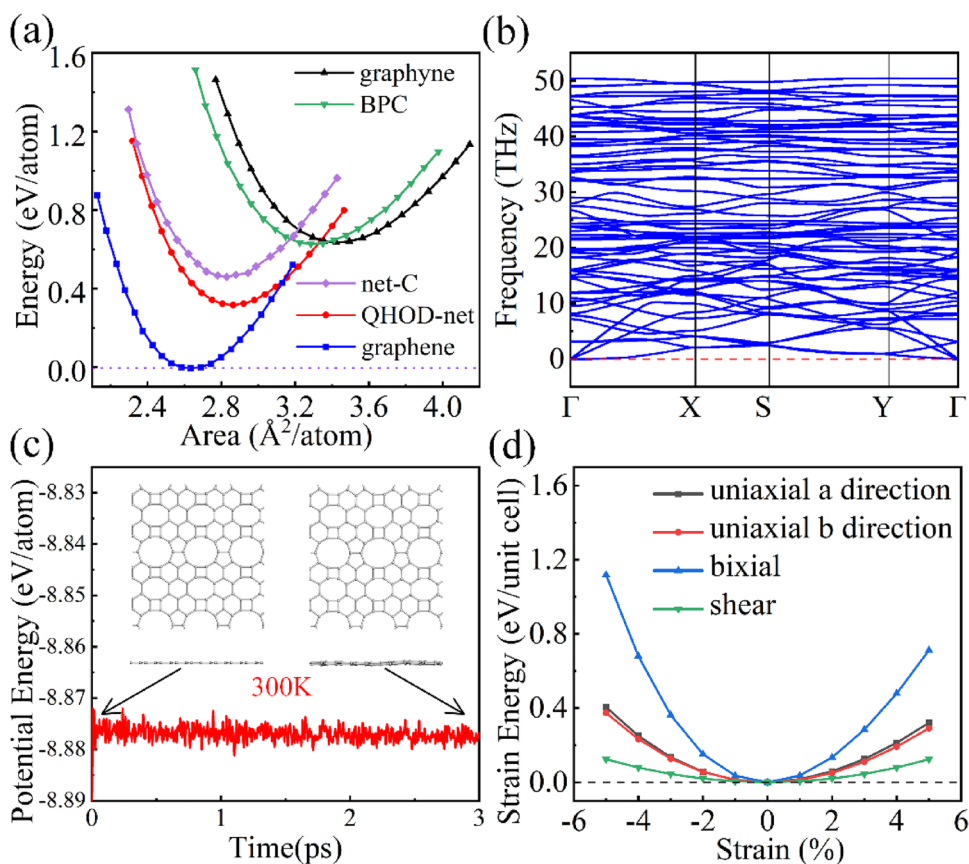 (a)
Energy (eV/atom)
1.6
1.2
0.8
0.4
0.0
graphyne
BPC
net-C
QHOD-net
graphene
2.4 2.8 3.2 3.6 4.0
Area (Å²/atom)
(b)
Frequency (THz)
50
40
30
20
10
0
Γ X S Y Γ
(c)
Potential Energy (eV/atom)
-8.83
-8.84
-8.85
-8.86
-8.87
-8.88
-8.89
300K
0 1 2 3
Time(ps)
(d)
Strain Energy (eV/unit cell)
1.6
1.2
0.8
0.4
0.0
uniaxial a direction
uniaxial b direction
bixial
shear
-6 -4 -2 0 2 4 6
Strain (%)